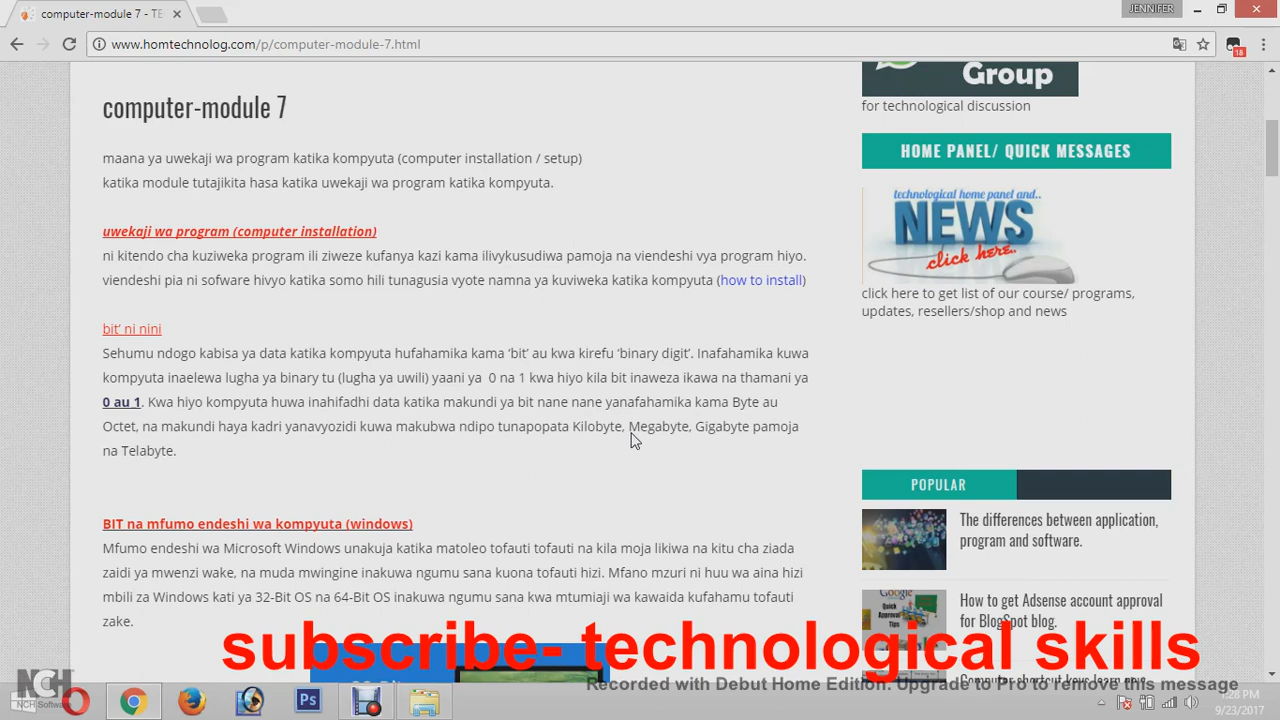 computer-module 7 - TE
JENNIFER
www.homtechnolog.com/p/computer-module-7.html
18
computer-module 7
maana ya uwekaji wa program katika kompyuta (computer installation / setup)
katika module tutajikita hasa katika uwekaji wa program katika kompyuta.
uwekaji wa program (computer installation)
ni kitendo cha kuziweka program ili ziweze kufanya kazi kama ilivykusudiwa pamoja na viendeshi vya program hiyo.
viendeshi pia ni sofware hivyo katika somo hili tunagusia vyote namna ya kuviweka katika kompyuta (how to install)
bit’ ni nini
Sehumu ndogo kabisa ya data katika kompyuta hufahamika kama ‘bit’ au kwa kirefu ‘binary digit’. Inafahamika kuwa
kompyuta inaelewa lugha ya binary tu (lugha ya uwili) yaani ya 0 na 1 kwa hiyo kila bit inaweza ikawa na thamani ya
0 au 1. Kwa hiyo kompyuta huwa inahifadhi data katika makundi ya bit nane nane yanafahamika kama Byte au
Octet, na makundi haya kadri yanavyozidi kuwa makubwa ndipo tunapopata Kilobyte, Megabyte, Gigabyte pamoja
na Telabyte.
BIT na mfumo endeshi wa kompyuta (windows)
Mfumo endeshi wa Microsoft Windows unakuja katika matoleo tofauti tofauti na kila moja likiwa na kitu cha ziada
zaidi ya mwenzi wake, na muda mwingine inakuwa ngumu sana kuona tofauti hizi. Mfano mzuri ni huu wa aina hizi
mbili za Windows kati ya 32-Bit OS na 64-Bit OS inakuwa ngumu sana kwa mtumiaji wa kawaida kufahamu tofauti
zake.
Group
for technological discussion
HOME PANEL/ QUICK MESSAGES
technological home panel and..
NEWS
click here..
click here to get list of our course/ programs,
updates, resellers/shop and news
POPULAR
The differences between application,
program and software.
Google
Quick
Approval
Tips
How to get Adsense account approval
for BlogSpot blog.
subscribe- technological skills
Recorded with Debut Home Edition. Upgrade to Pro to remove this message
NCH
NCH Software
Ps
1:28 PM
9/23/2017